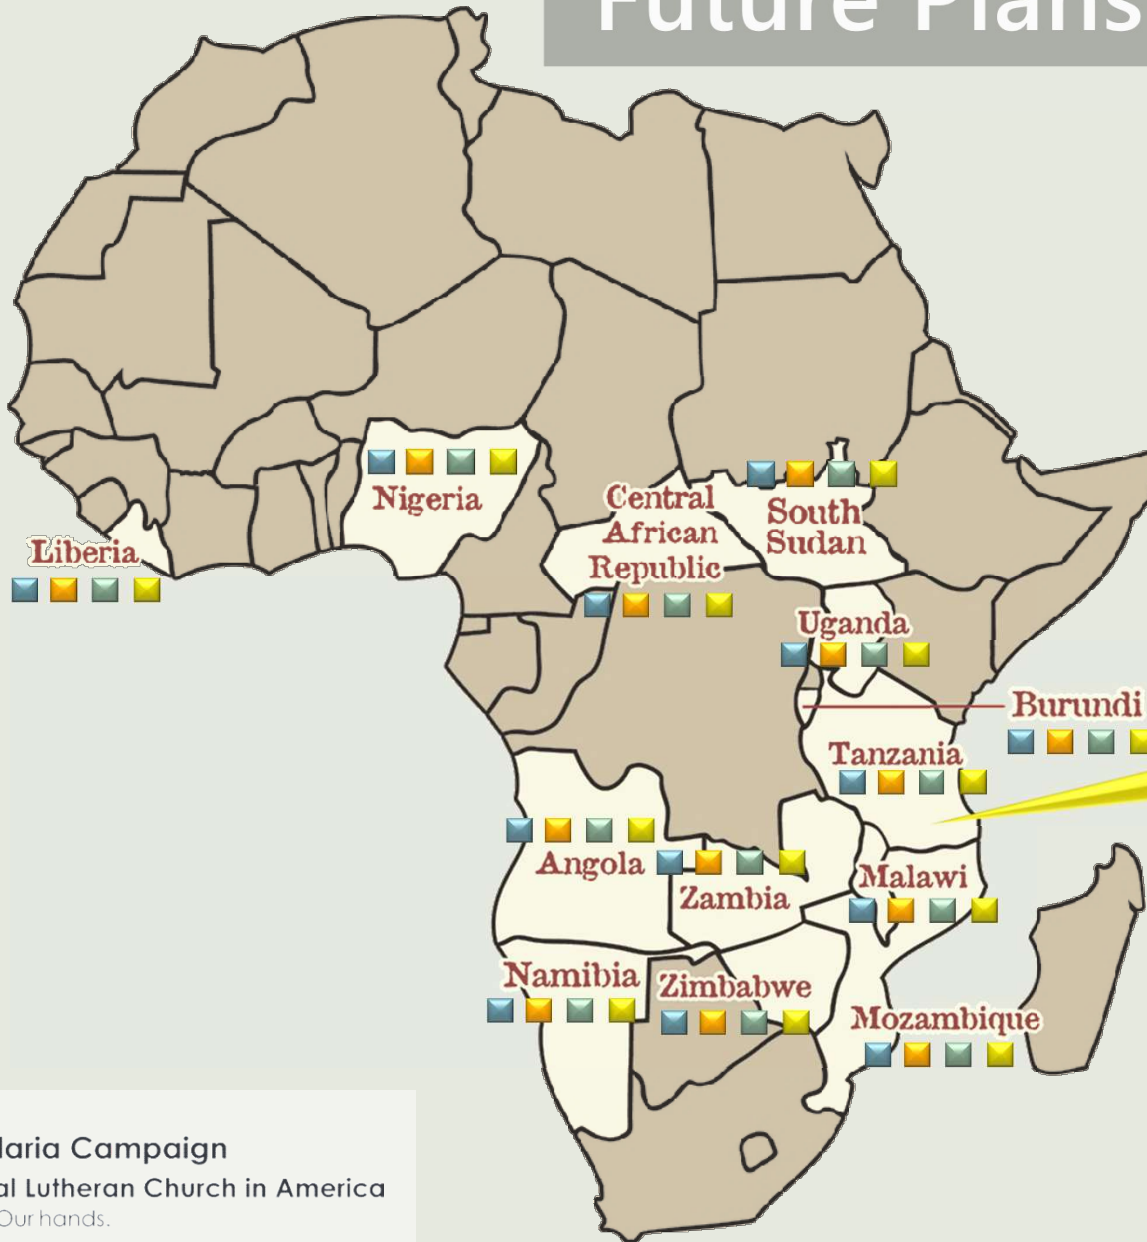 Future Plans
Nigeria
Central
African
Republic
South
Sudan
Liberia
Uganda
Burundi
Tanzania
Angola
Zambia
Malawi
Namibia
Zimbabwe
Mozambique
laria Campaign
al Lutheran Church in America
Our hands.